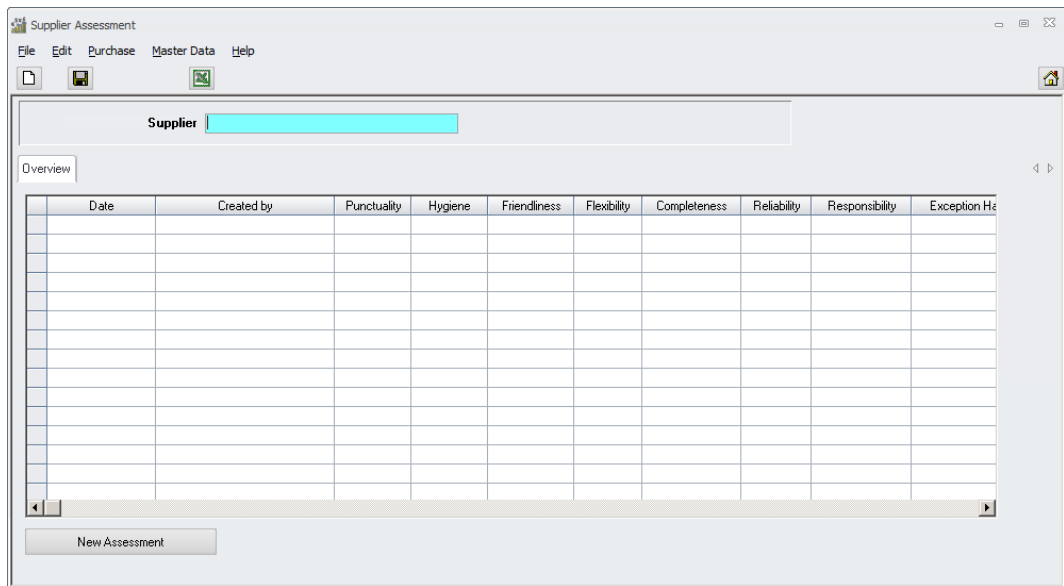 Supplier Assessment
File Edit Purchase Master Data Help
Supplier
Overview
Date Created by Punctuality Hygiene Friendliness Flexibility Completeness Reliability Responsibility Exception Ha
New Assessment